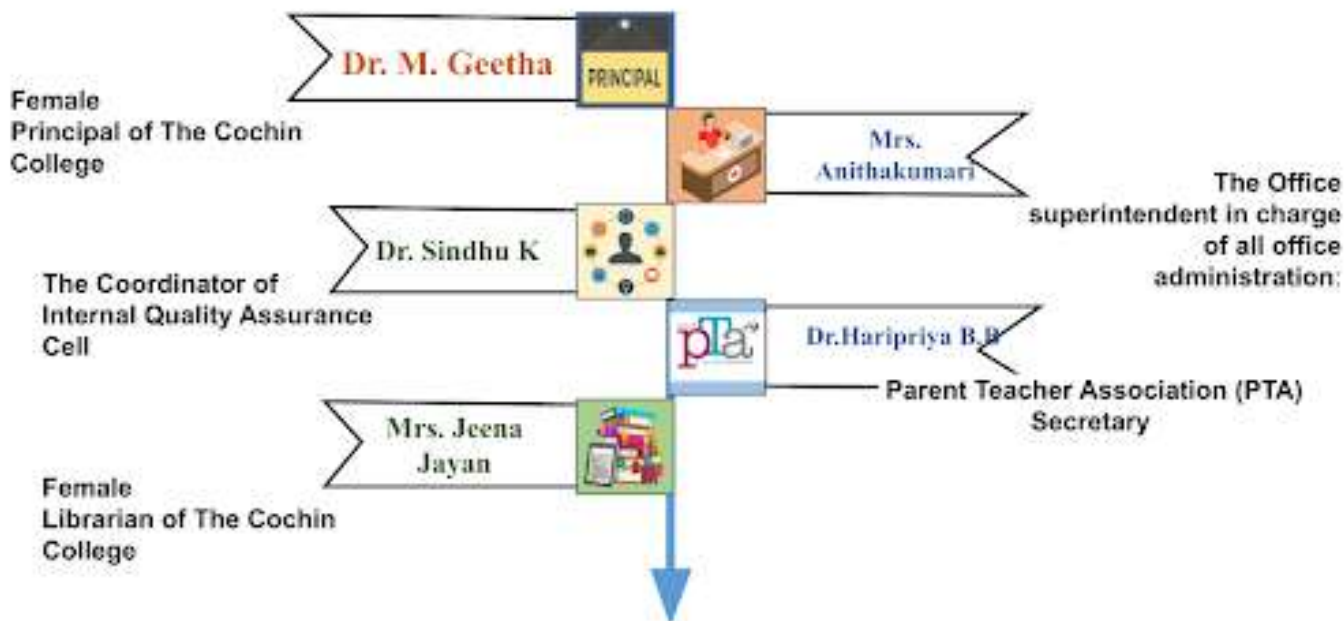 Dr. M. Geetha
PRINCIPAL
Female
Principal of The Cochin
College
Mrs.
Anithakumari
The Office
superintendent in charge
of all office
administration:
Dr. Sindhu K
The Coordinator of
Internal Quality Assurance
Cell
pTa
Dr.Haripriya B.B
Parent Teacher Association (PTA)
Secretary
Mrs. Jeena
Jayan
Female
Librarian of The Cochin
College